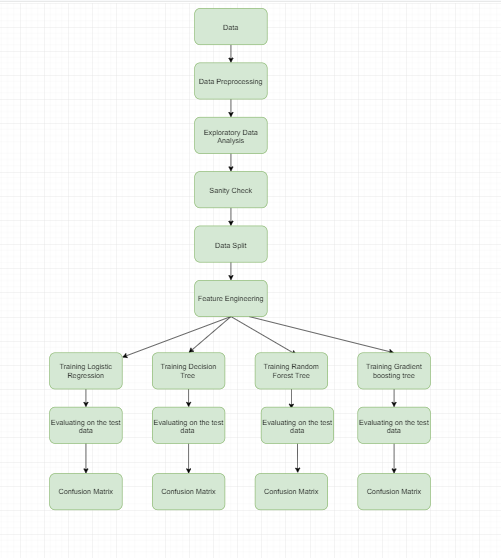 Data
Data Preprocessing
Exploratory Data
Analysis
Sanity Check
Data Split
Feature Engineering
Training Logistic
Regression
Training Decision
Tree
Training Random
Forest Tree
Training Gradient
boosting tree
Evaluating on the test
data
Evaluating on the test
data
Evaluating on the test
data
Evaluating on the test
data
Confusion Matrix
Confusion Matrix
Confusion Matrix
Confusion Matrix